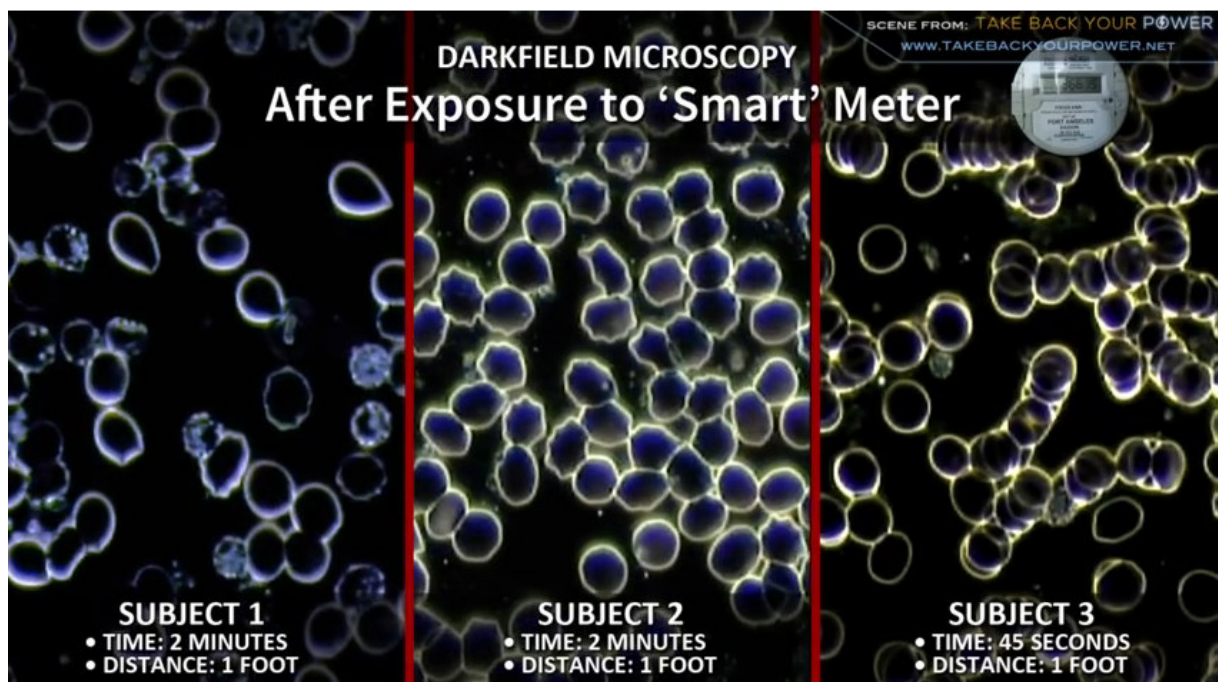 SCENE FROM: TAKE BACK YOUR POWER
WWW.TAKEBACKYOURPOWER.NET
DARKFIELD MICROSCOPY
After Exposure to ‘Smart’ Meter
PORT ANGELES
SUBJECT 1
• TIME: 2 MINUTES
• DISTANCE: 1 FOOT
SUBJECT 2
• TIME: 2 MINUTES
• DISTANCE: 1 FOOT
SUBJECT 3
• TIME: 45 SECONDS
• DISTANCE: 1 FOOT